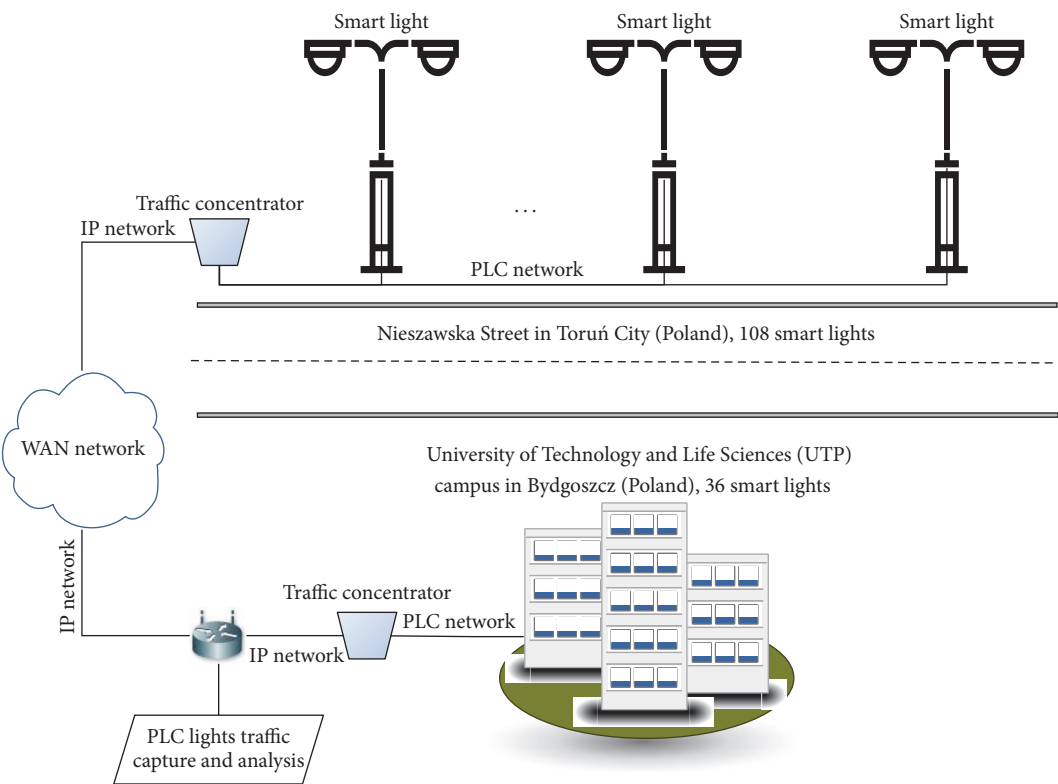 Smart light
Smart light
Smart light
Traffic concentrator
IP network
...
PLC network
Nieszawska Street in Toruń City (Poland), 108 smart lights
WAN network
University of Technology and Life Sciences (UTP)
campus in Bydgoszcz (Poland), 36 smart lights
IP network
Traffic concentrator
PLC network
IP network
PLC lights traffic
capture and analysis